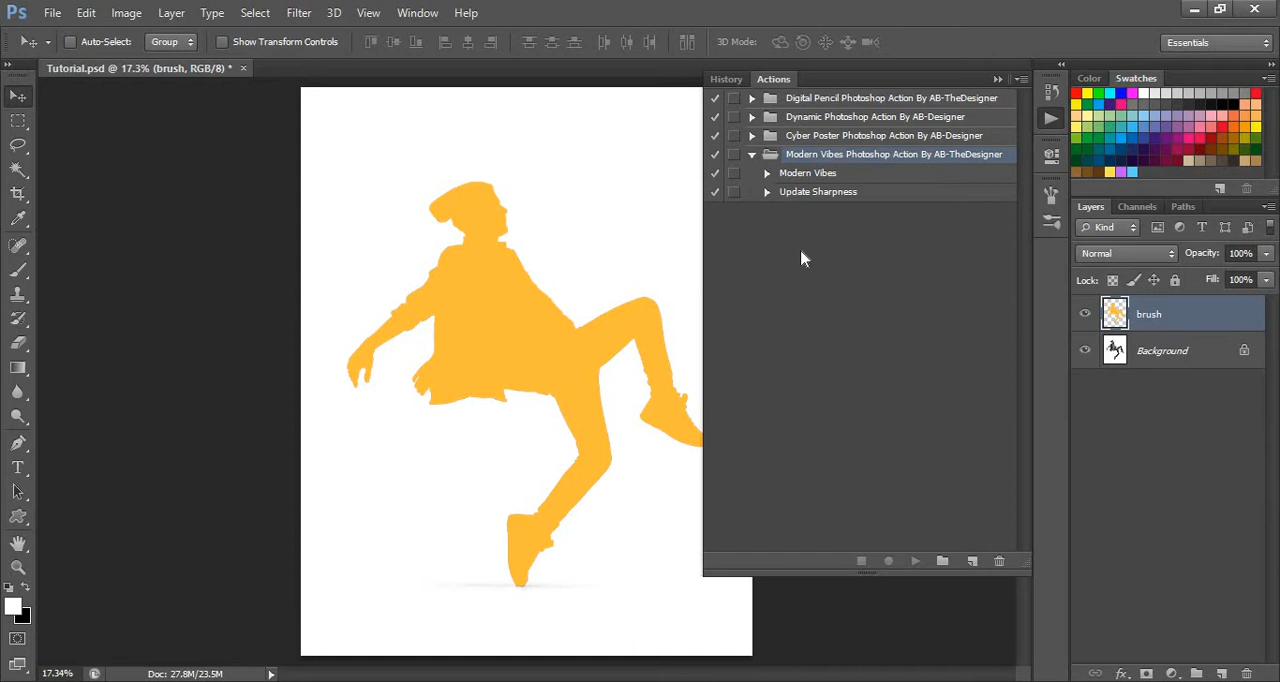 Ps File Edit Image Layer Type Select Filter 3D View Window Help
Auto-Select: Group Show Transform Controls 3D Mode: Essentials
Tutorial.psd @ 17.3% (brush, RGB/8) * ×
History Actions
Digital Pencil Photoshop Action By AB-TheDesigner
Dynamic Photoshop Action By AB-Designer
Cyber Poster Photoshop Action By AB-Designer
Modern Vibes Photoshop Action By AB-TheDesigner
Modern Vibes
Update Sharpness
Color Swatches
Layers Channels Paths
Kind
Normal Opacity: 100%
Lock: Fill: 100%
brush
Background
17.34% Doc: 27.8M/23.5M